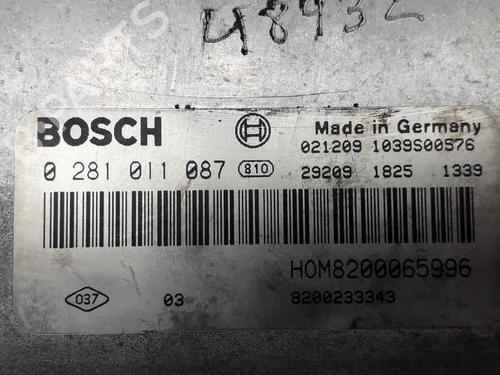 48932
BOSCH
Made in Germany
021209 1039S00576
0 281 011 087 810
29209 1825 1339
HOM8200065996
037 03 8200233343